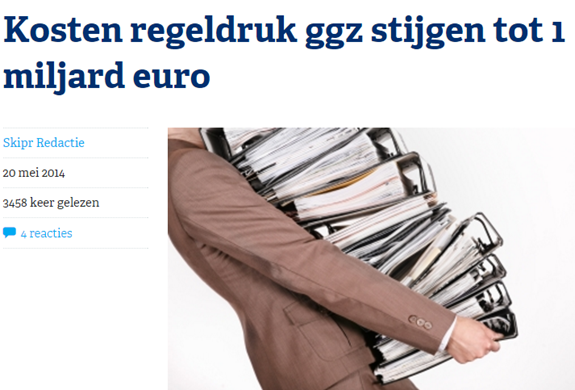 Kosten regeldruk ggz stijgen tot 1
miljard euro
Skipr Redactie
20 mei 2014
3458 keer gelezen
4 reacties